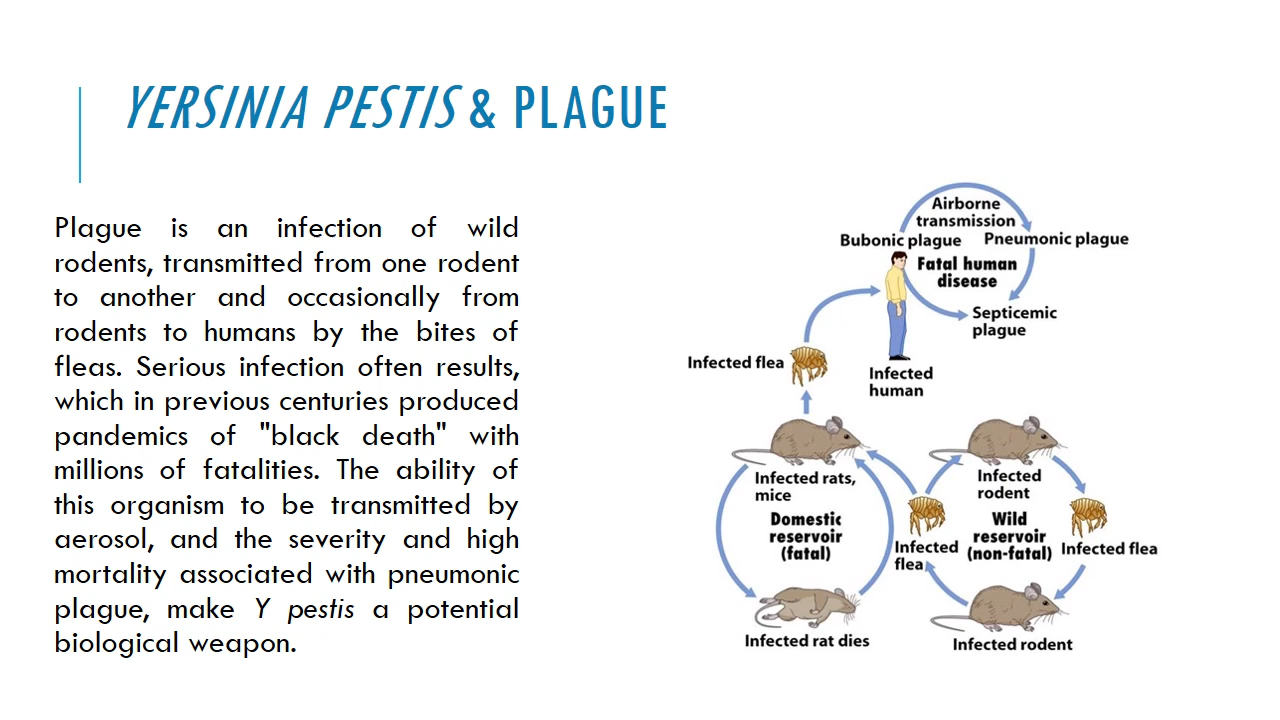 YERSINIA PESTIS & PLAGUE
Plague is an infection of wild
rodents, transmitted from one rodent
to another and occasionally from
rodents to humans by the bites of
fleas. Serious infection often results,
which in previous centuries produced
pandemics of "black death" with
millions of fatalities. The ability of
this organism to be transmitted by
aerosol, and the severity and high
mortality associated with pneumonic
plague, make Y pestis a potential
biological weapon.
Airborne
transmission
Bubonic plague
Pneumonic plague
Fatal human
disease
Septicemic
plague
Infected flea
Infected
human
Infected rats,
mice
Infected
rodent
Domestic
reservoir
(fatal)
Infected
flea
Wild
reservoir
(non-fatal)
Infected flea
Infected rat dies
Infected rodent